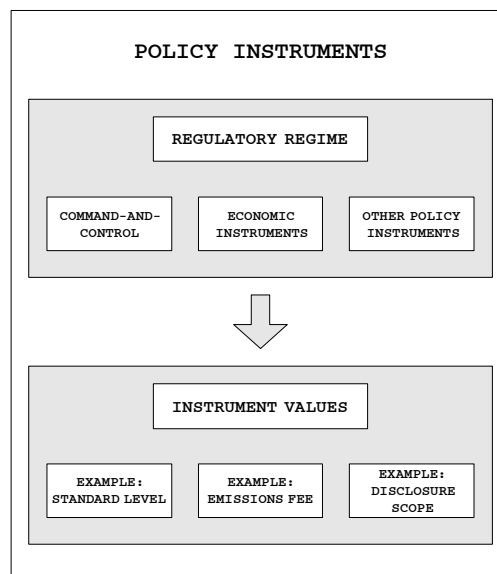 POLICY INSTRUMENTS
REGULATORY REGIME
COMMAND-AND-
CONTROL
ECONOMIC
INSTRUMENTS
OTHER POLICY
INSTRUMENTS
INSTRUMENT VALUES
EXAMPLE:
STANDARD LEVEL
EXAMPLE:
EMISSIONS FEE
EXAMPLE:
DISCLOSURE
SCOPE